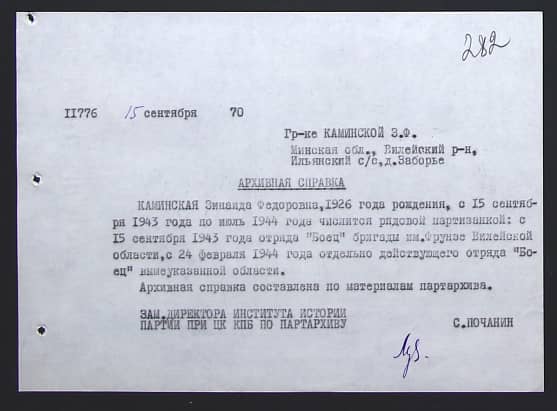 282
II776 15 сентября 70
Гр-ке КАМИНСКОЙ З.Ф.
Минская обл., Вилейский р-н,
Ильянский с/с,д.Заборье
АРХИВНАЯ СПРАВКА
КАМИНСКАЯ Зинаида Федоровна,1926 года рождения, с 15 сентяб-
ря 1943 года по июль 1944 года числится рядовой партизанкой: с
15 сентября 1943 года отряда "Боец" бригады им.Фрунзе Вилейской
области,с 24 февраля 1944 года отдельно действующего отряда "Бо-
ец" вышеуказанной области.
Архивная справка составлена по материалам партархива.
ЗАМ.ДИРЕКТОРА ИНСТИТУТА ИСТОРИИ
ПАРТИИ ПРИ ЦК КПБ ПО ПАРТАРХИВУ С.ПОЧАНИН